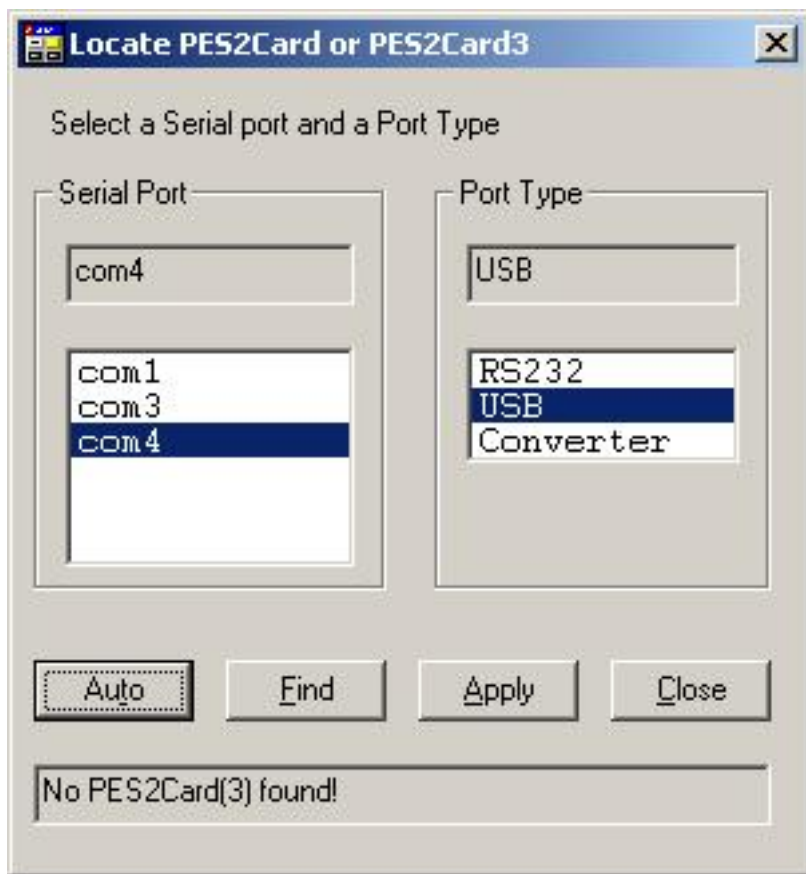 Locate PES2Card or PES2Card3
Select a Serial port and a Port Type
Serial Port
com4
com1
com3
com4
Port Type
USB
RS232
USB
Converter
Auto
Find
Apply
Close
No PES2Card(3) found!